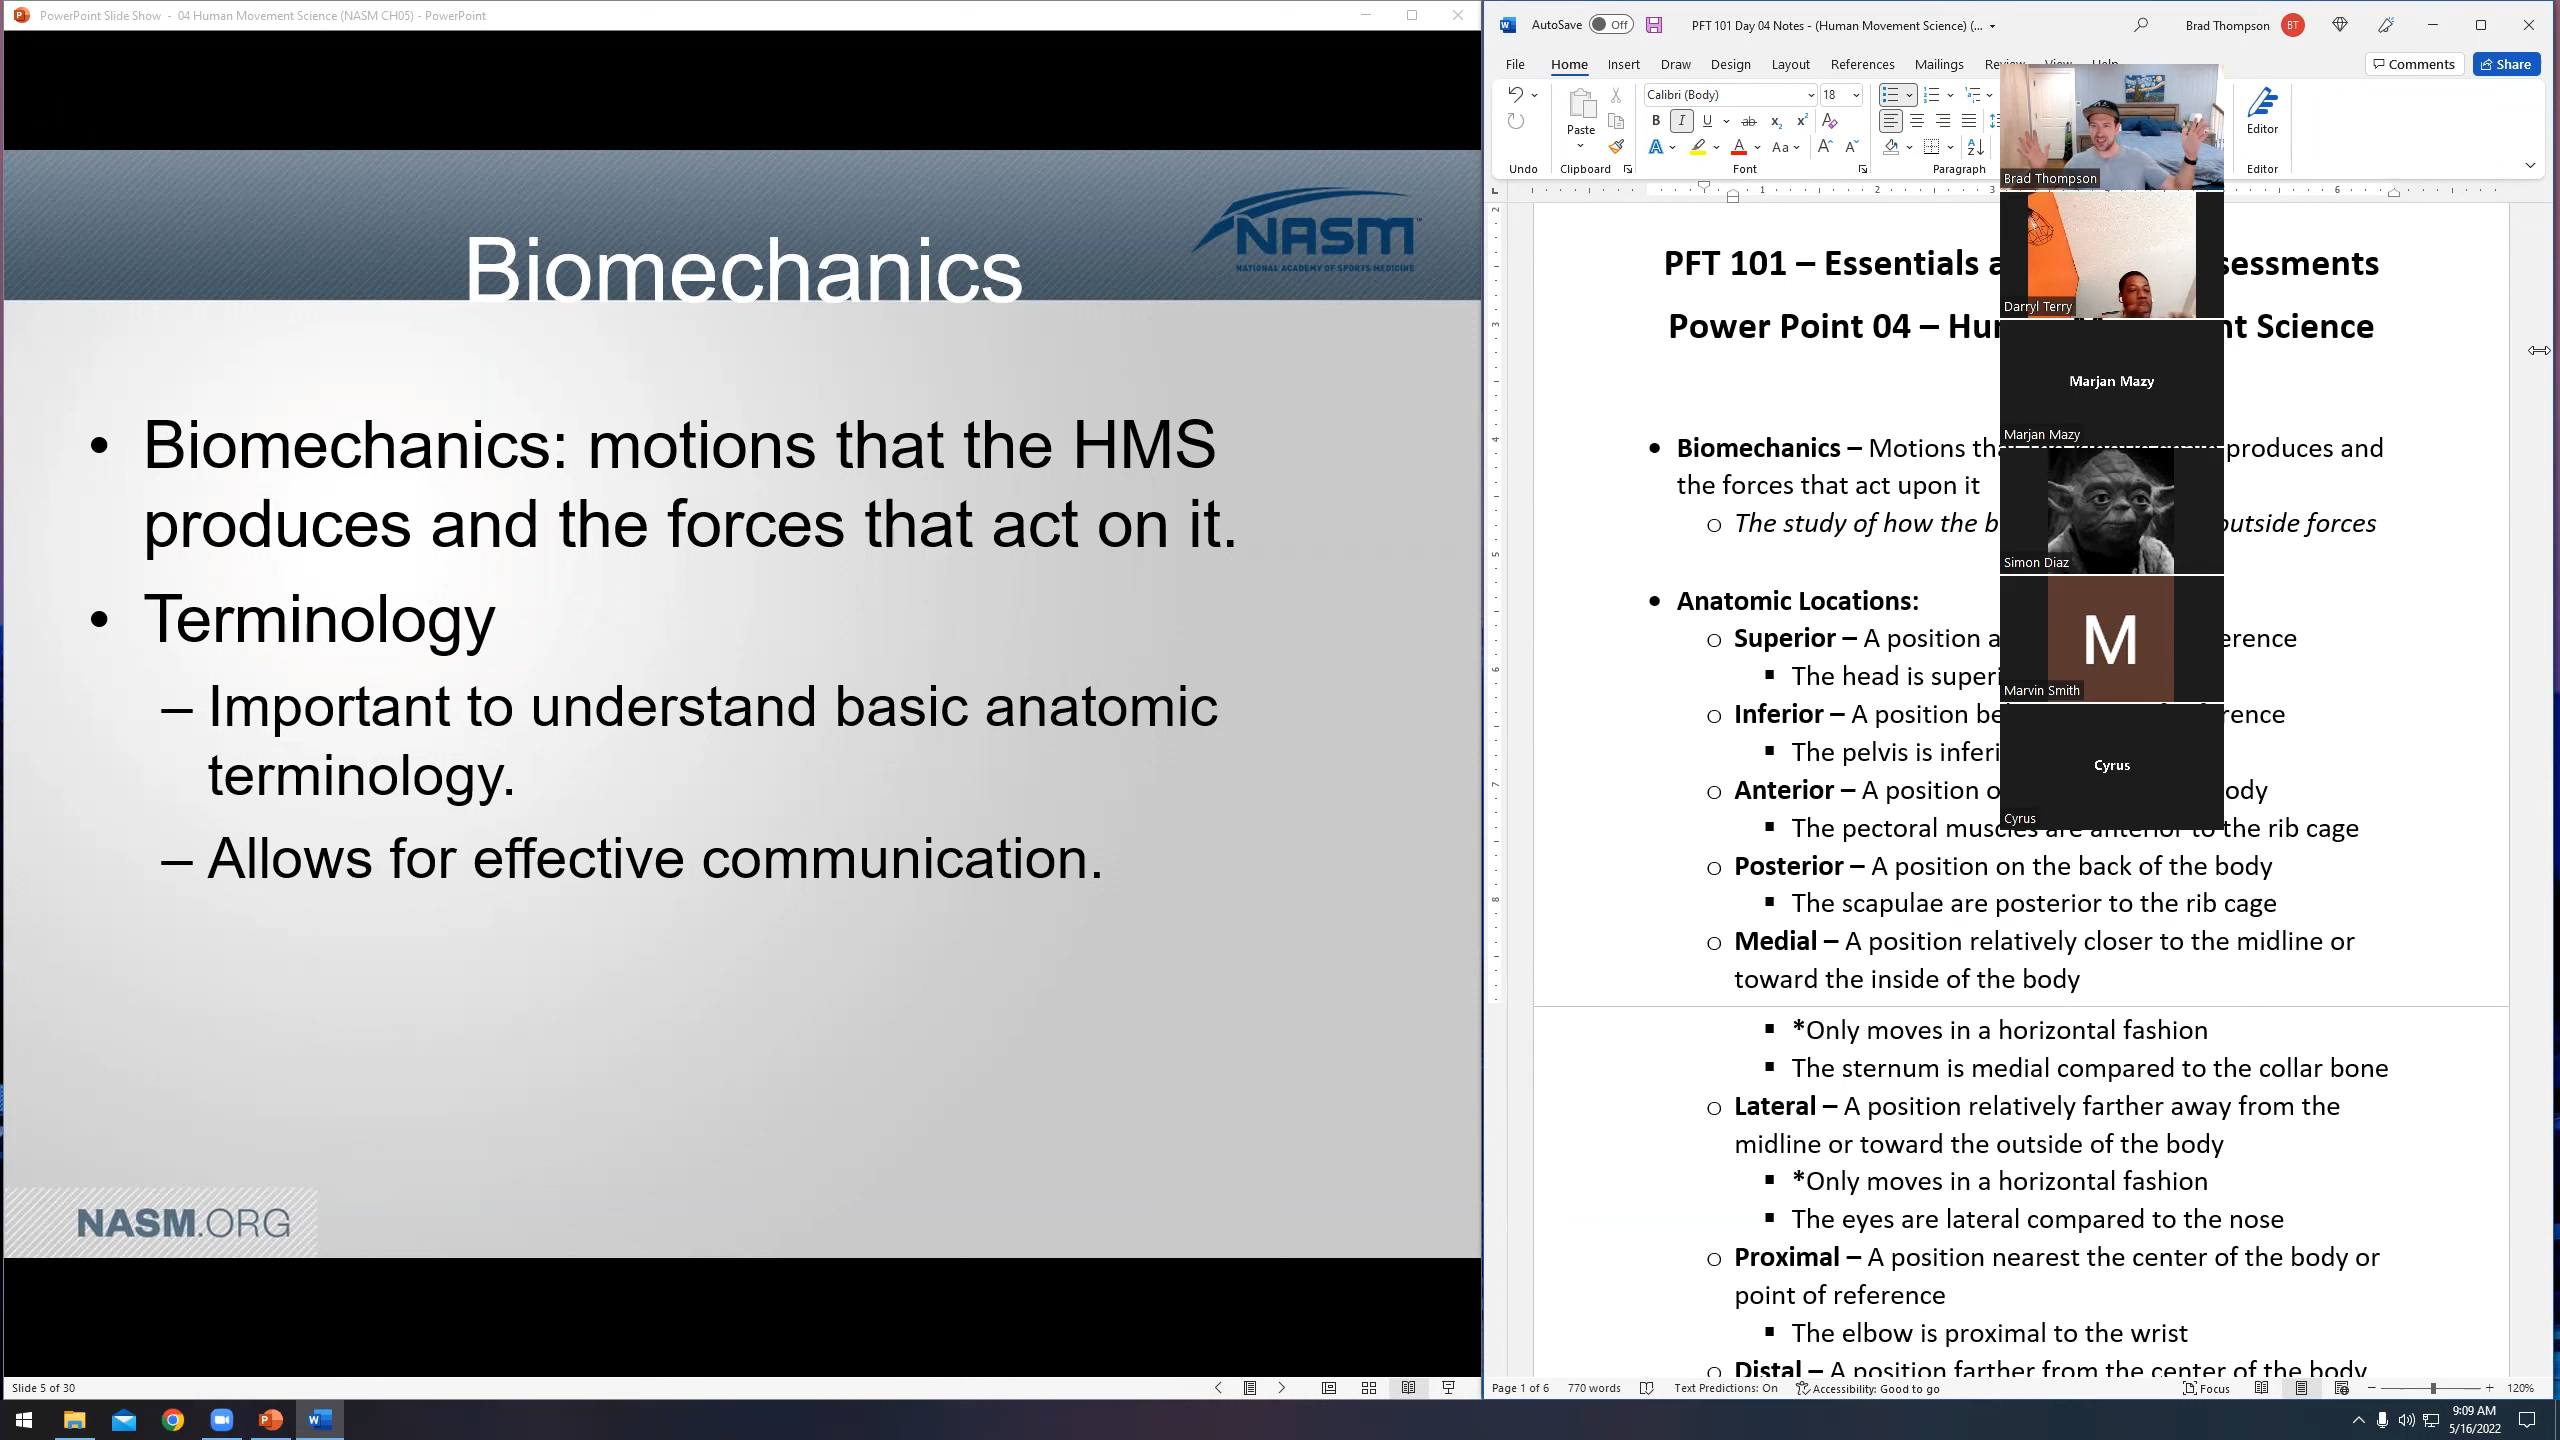 PowerPoint Slide Show - 04 Human Movement Science (NASM CH05) - PowerPoint
NASM
NATIONAL ACADEMY OF SPORTS MEDICINE
Biomechanics
• Biomechanics: motions that the HMS
produces and the forces that act on it.
• Terminology
– Important to understand basic anatomic
terminology.
– Allows for effective communication.
NASM.ORG
Slide 5 of 30
AutoSave Off
PFT 101 Day 04 Notes - (Human Movement Science) (...
Brad Thompson BT
File Home Insert Draw Design Layout References Mailings
Comments Share
Calibri (Body) 18
Paste
Editor
Undo Clipboard Font Paragraph Editor
Brad Thompson
Darryl Terry
Marjan Mazy
Marjan Mazy
Simon Diaz
M
Marvin Smith
Cyrus
Cyrus
PFT 101 – Essentials
Power Point 04 – Science
• Biomechanics – Motions produces and
the forces that act upon it
o The study of how the outside forces
• Anatomic Locations:
o Superior – A position
▪ The head is
o Inferior – A position
▪ The pelvis is
o Anterior – A position
▪ The pectoral muscles are anterior to the rib cage
o Posterior – A position on the back of the body
▪ The scapulae are posterior to the rib cage
o Medial – A position relatively closer to the midline or
toward the inside of the body
▪ *Only moves in a horizontal fashion
▪ The sternum is medial compared to the collar bone
o Lateral – A position relatively farther away from the
midline or toward the outside of the body
▪ *Only moves in a horizontal fashion
▪ The eyes are lateral compared to the nose
o Proximal – A position nearest the center of the body or
point of reference
▪ The elbow is proximal to the wrist
o Distal – A position farther from the center of the body
Page 1 of 6 770 words Text Predictions: On Accessibility: Good to go Focus 120%
9:09 AM
5/16/2022